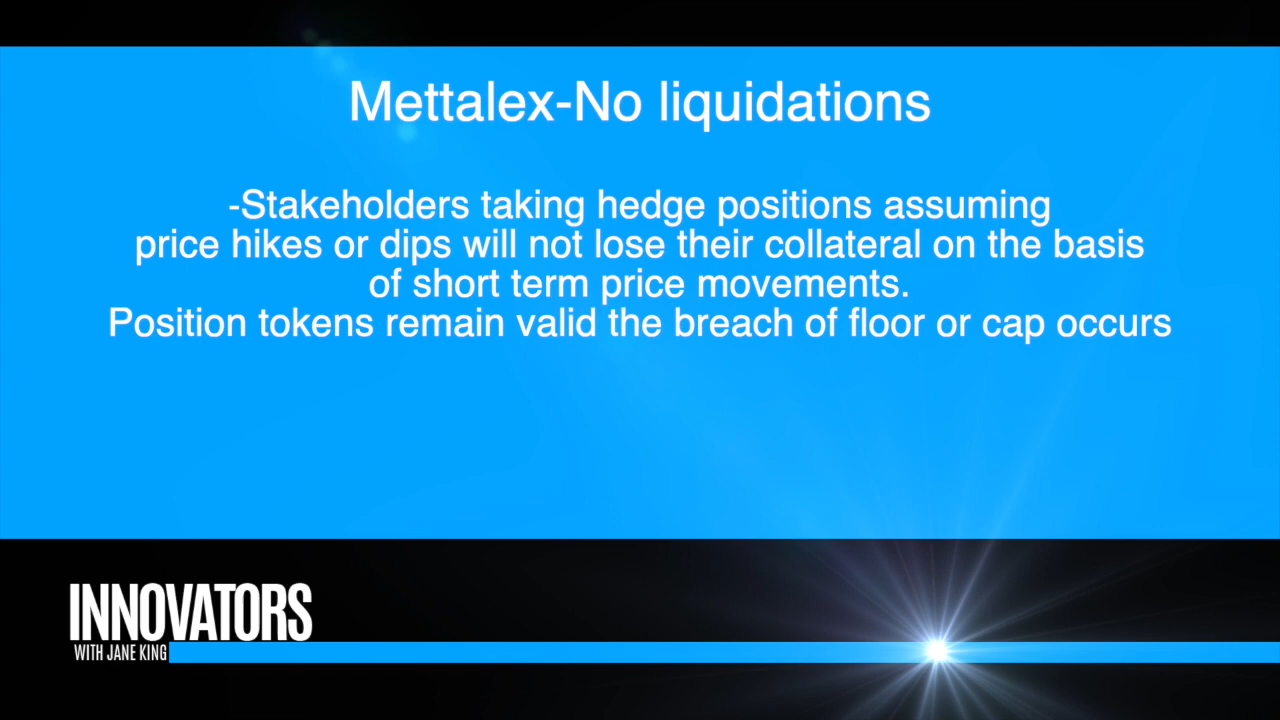 Mettalex-No liquidations
-Stakeholders taking hedge positions assuming
price hikes or dips will not lose their collateral on the basis
of short term price movements.
Position tokens remain valid the breach of floor or cap occurs
INNOVATORS
WITH JANE KING